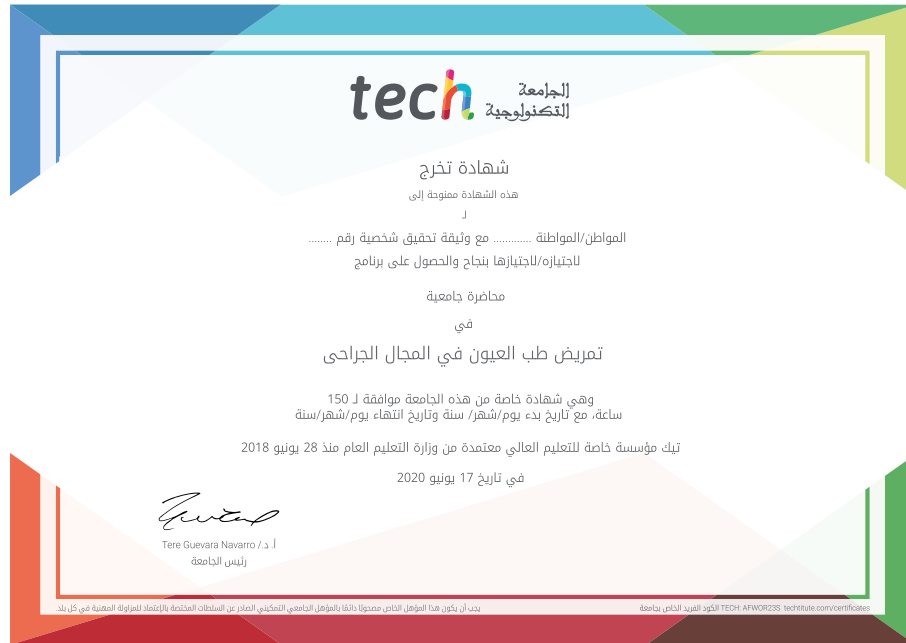 tech الجامعة
التكنولوجية
شهادة تخرج
هذه الشهادة ممنوحة إلى
لـ
المواطن/المواطنة ............. مع وثيقة تحقيق شخصية رقم ........
لاجتيازه/لاجتيازها بنجاح والحصول على برنامج
محاضرة جامعية
في
تمريض طب العيون في المجال الجراحى
وهي شهادة خاصة من هذه الجامعة موافقة لـ 150
ساعة، مع تاريخ بدء يوم/شهر/ سنة وتاريخ انتهاء يوم/شهر/سنة
تيك مؤسسة خاصة للتعليم العالي معتمدة من وزارة التعليم العام منذ 28 يونيو 2018
في تاريخ 17 يونيو 2020
أ. د./ Tere Guevara Navarro
رئيس الجامعة
يجب أن يكون هذا المؤهل الخاص مصحوبًا دائمًا بالمؤهل الجامعي التمكيني الصادر عن السلطات المختصة بالإعتماد للمزاولة المهنية في كل بلد.
الكود الفريد الخاص بجامعة TECH: AFWOR23S techtitute.com/certificates